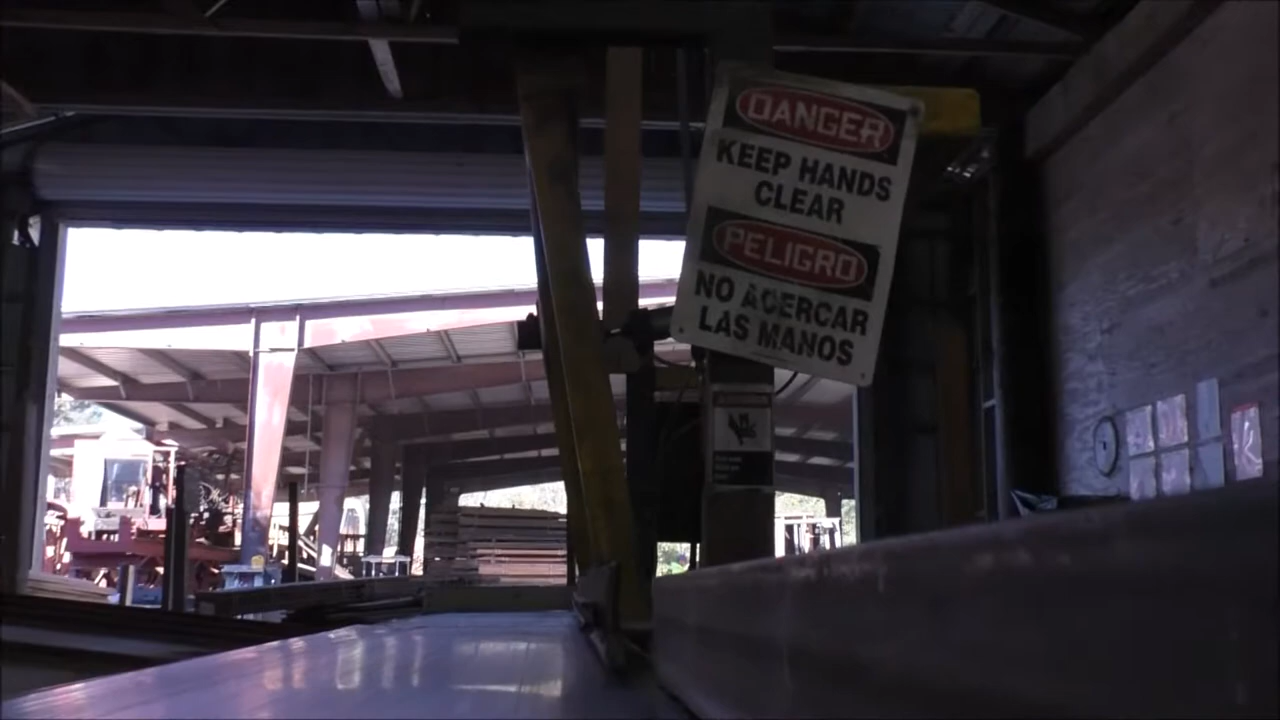 DANGER
KEEP HANDS
CLEAR
PELIGRO
NO ACERCAR
LAS MANOS